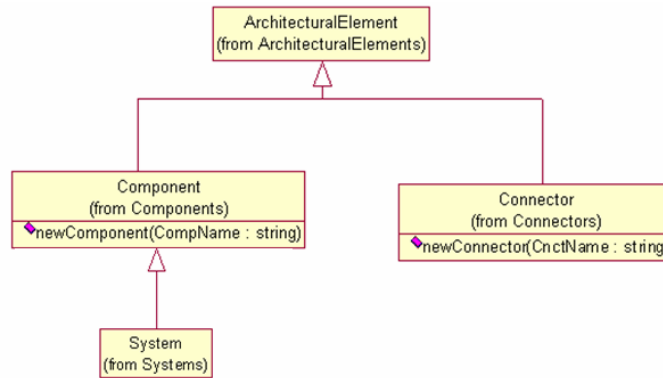 ArchitecturalElement
(from ArchitecturalElements)
Component
(from Components)
newComponent(CompName : string)
Connector
(from Connectors)
newConnector(CnctName : string
System
(from Systems)